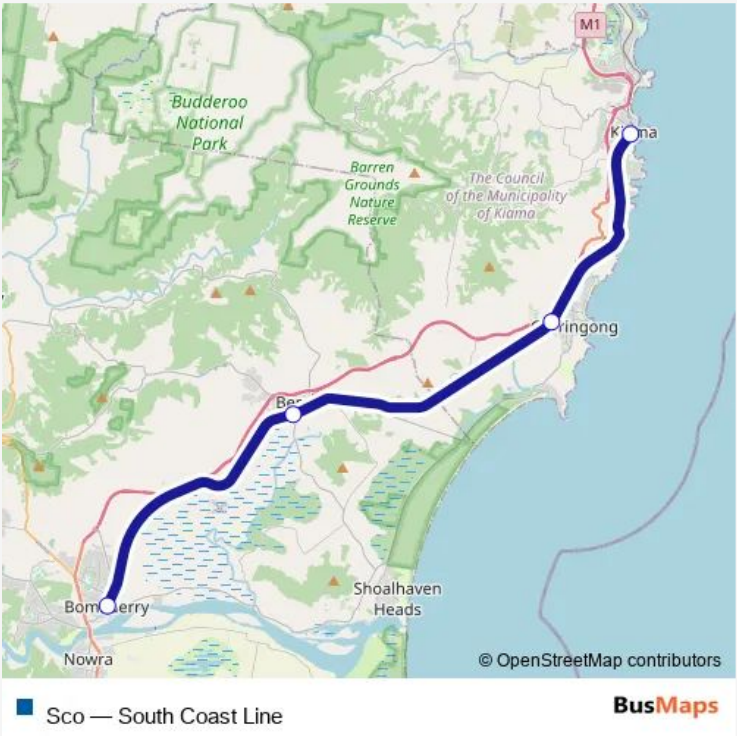 M1
Budderoo
National
Park
Barren
Grounds
Nature
Reserve
The Council
of the Municipality
of Kiama
Shoalhaven
Heads
Nowra
© OpenStreetMap contributors
Sco — South Coast Line
BusMaps